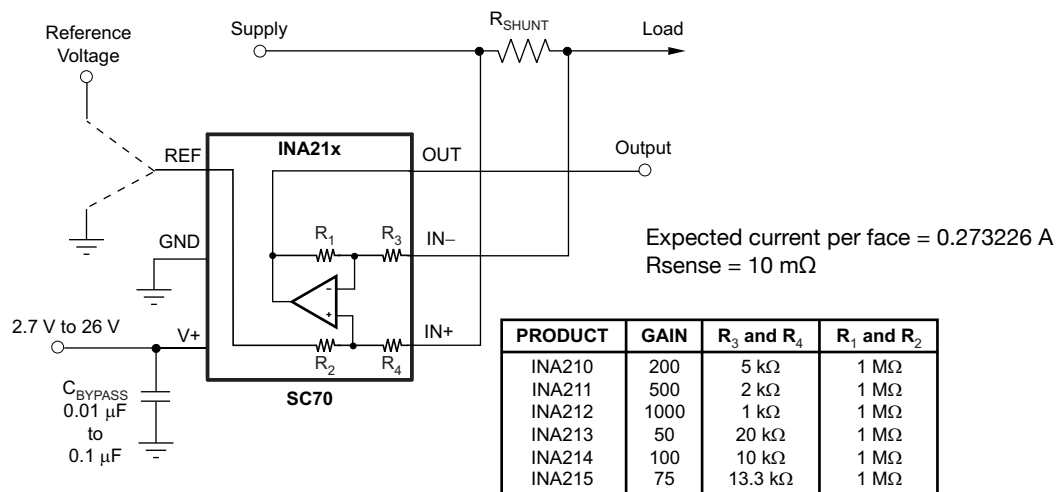 Reference
Voltage
Supply
R_SHUNT
Load
REF
INA21x
OUT
Output
GND
R1
R3
IN−
−
+
2.7 V to 26 V
V+
R2
R4
IN+
C_BYPASS
0.01 µF
to
0.1 µF
SC70
Expected current per face = 0.273226 A
Rsense = 10 mΩ
PRODUCT GAIN R3 and R4 R1 and R2
INA210 200 5 kΩ 1 MΩ
INA211 500 2 kΩ 1 MΩ
INA212 1000 1 kΩ 1 MΩ
INA213 50 20 kΩ 1 MΩ
INA214 100 10 kΩ 1 MΩ
INA215 75 13.3 kΩ 1 MΩ